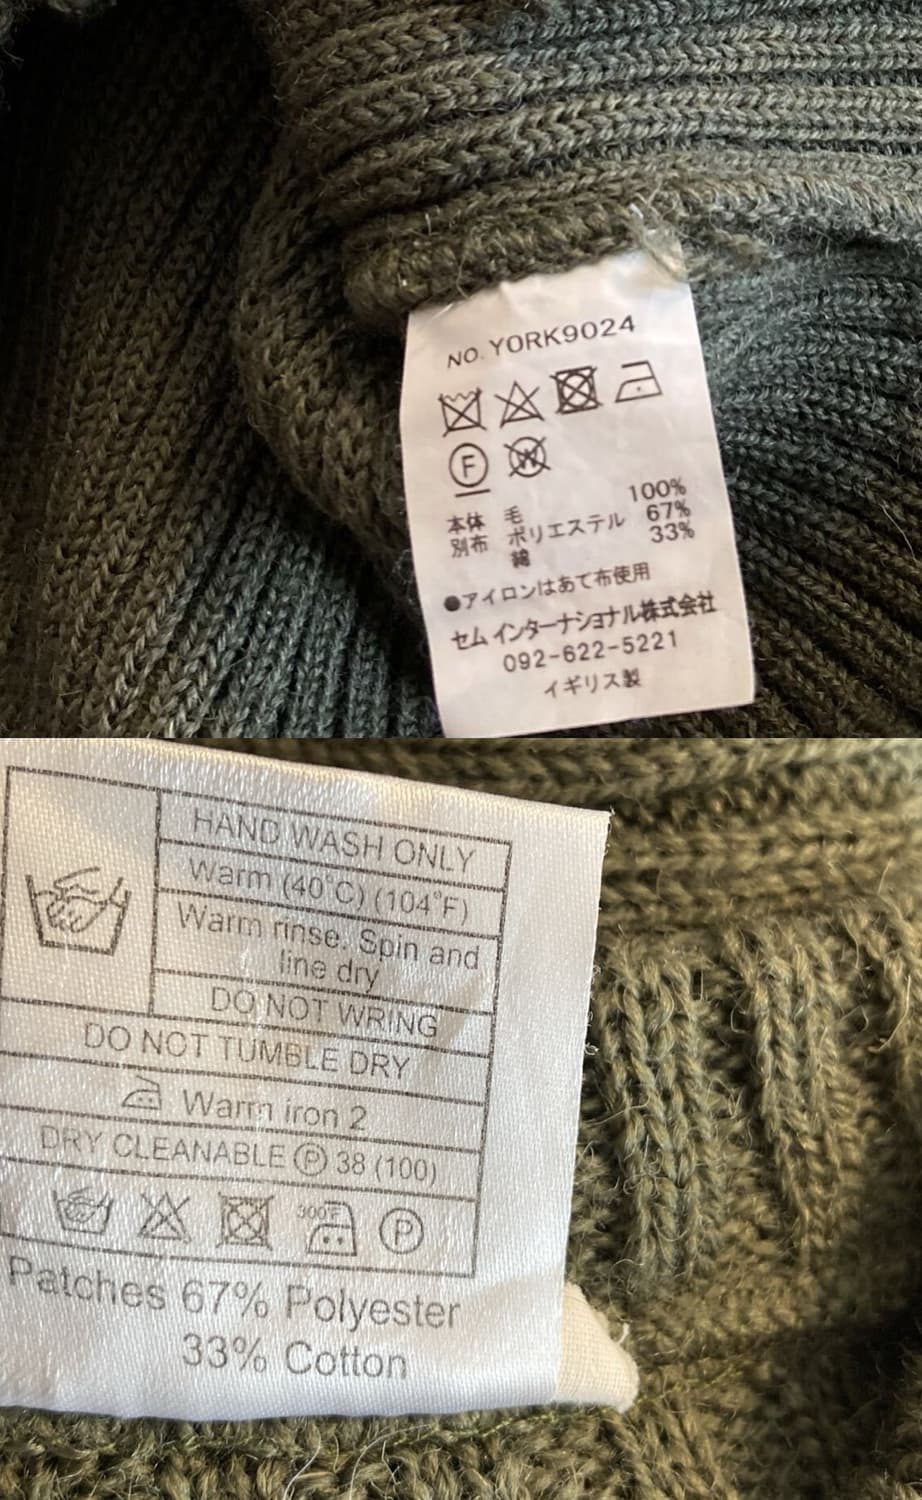 NO. YORK9024
F W
本体 毛 100%
別布 ポリエステル 67%
綿 33%
●アイロンはあて布使用
セムインターナショナル株式会社
092-622-5221
イギリス製
HAND WASH ONLY
Warm (40°C) (104°F)
Warm rinse. Spin and
line dry
DO NOT WRING
DO NOT TUMBLE DRY
Warm iron 2
DRY CLEANABLE P 38 (100)
300°F P
Patches 67% Polyester
33% Cotton